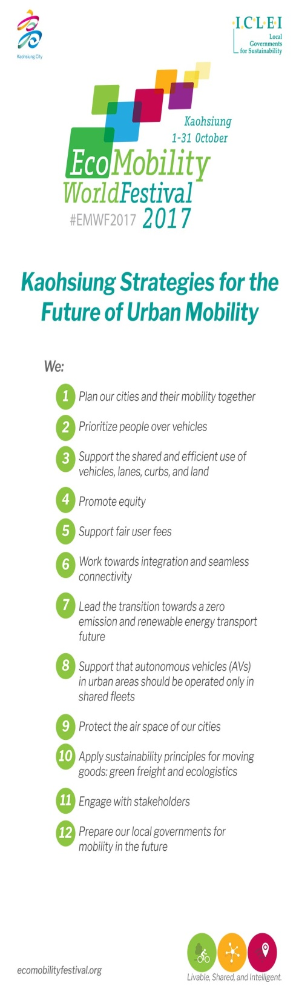 Kaohsiung City
I.C.L.E.I
Local
Governments
for Sustainability
Kaohsiung
1-31 October
EcoMobility
WorldFestival
#EMWF2017 2017
Kaohsiung Strategies for the
Future of Urban Mobility
We:
1 Plan our cities and their mobility together
2 Prioritize people over vehicles
3 Support the shared and efficient use of
vehicles, lanes, curbs, and land
4 Promote equity
5 Support fair user fees
6 Work towards integration and seamless
connectivity
7 Lead the transition towards a zero
emission and renewable energy transport
future
8 Support that autonomous vehicles (AVs)
in urban areas should be operated only in
shared fleets
9 Protect the air space of our cities
10 Apply sustainability principles for moving
goods: green freight and ecologistics
11 Engage with stakeholders
12 Prepare our local governments for
mobility in the future
ecomobilityfestival.org
Livable, Shared, and Intelligent.